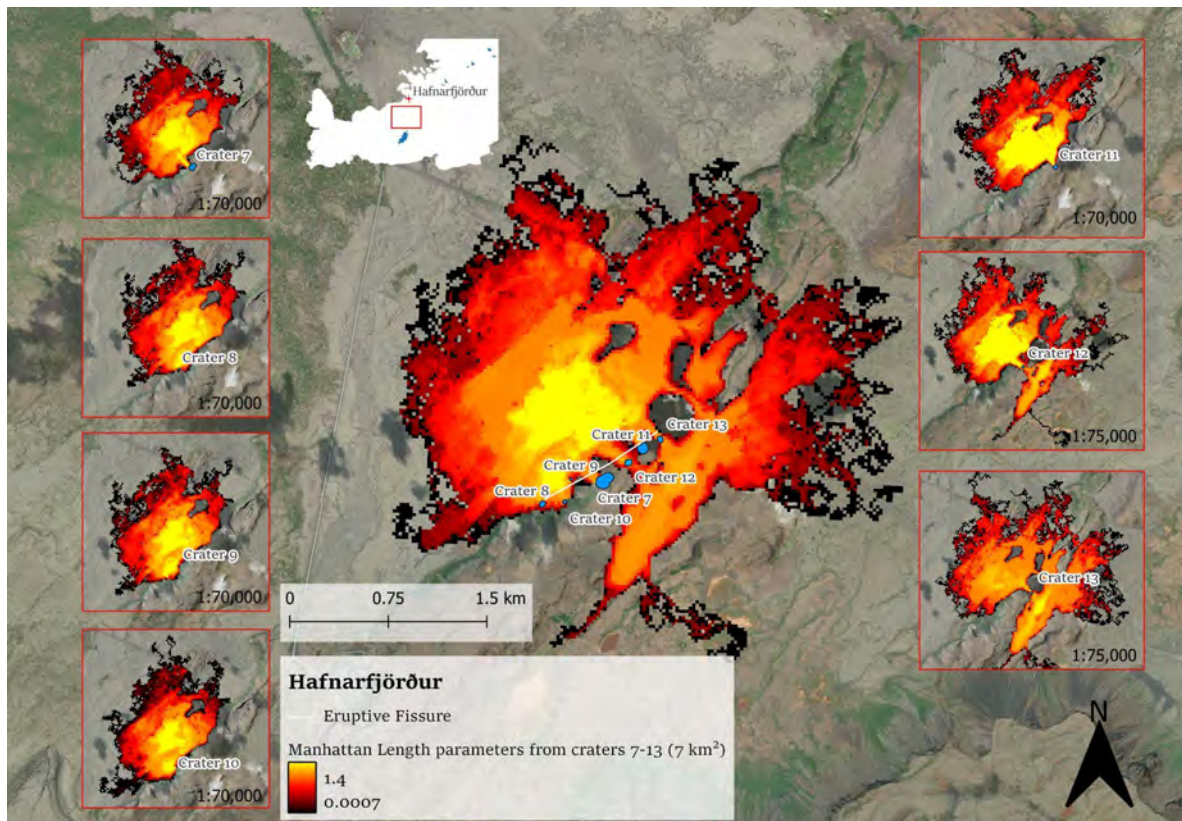 Hafnarfjörður
Crater 7
1:70,000
Crater 8
1:70,000
Crater 9
1:70,000
Crater 10
1:70,000
Crater 11
1:70,000
Crater 12
1:75,000
Crater 13
1:75,000
Crater 11
Crater 13
Crater 9
Crater 12
Crater 8
Crater 7
Crater 10
0 0.75 1.5 km
Hafnarfjörður
Eruptive Fissure
Manhattan Length parameters from craters 7-13 (7 km²)
1.4
0.0007
N